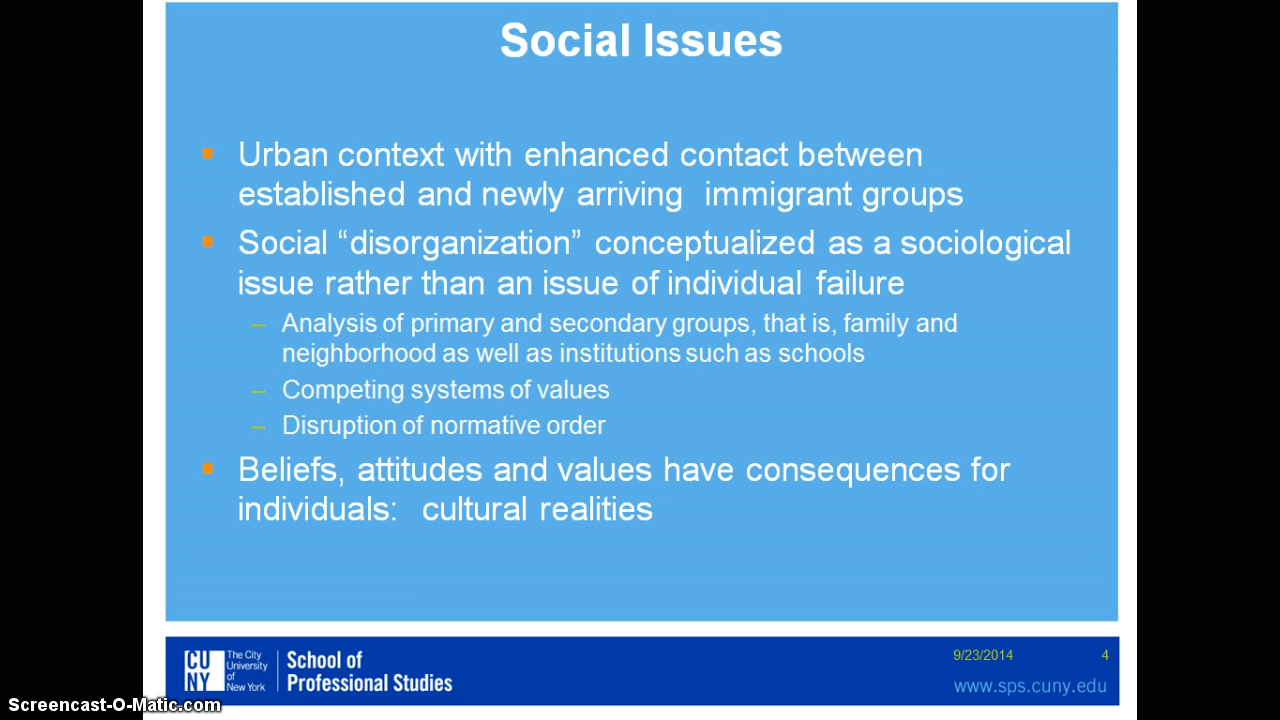 Social Issues
Urban context with enhanced contact between
established and newly arriving immigrant groups
Social “disorganization” conceptualized as a sociological
issue rather than an issue of individual failure
– Analysis of primary and secondary groups, that is, family and
neighborhood as well as institutions such as schools
– Competing systems of values
– Disruption of normative order
Beliefs, attitudes and values have consequences for
individuals: cultural realities
CU
NY
The City
University
of
New York
School of
Professional Studies
9/23/2014
4
www.sps.cuny.edu
Screencast-O-Matic.com